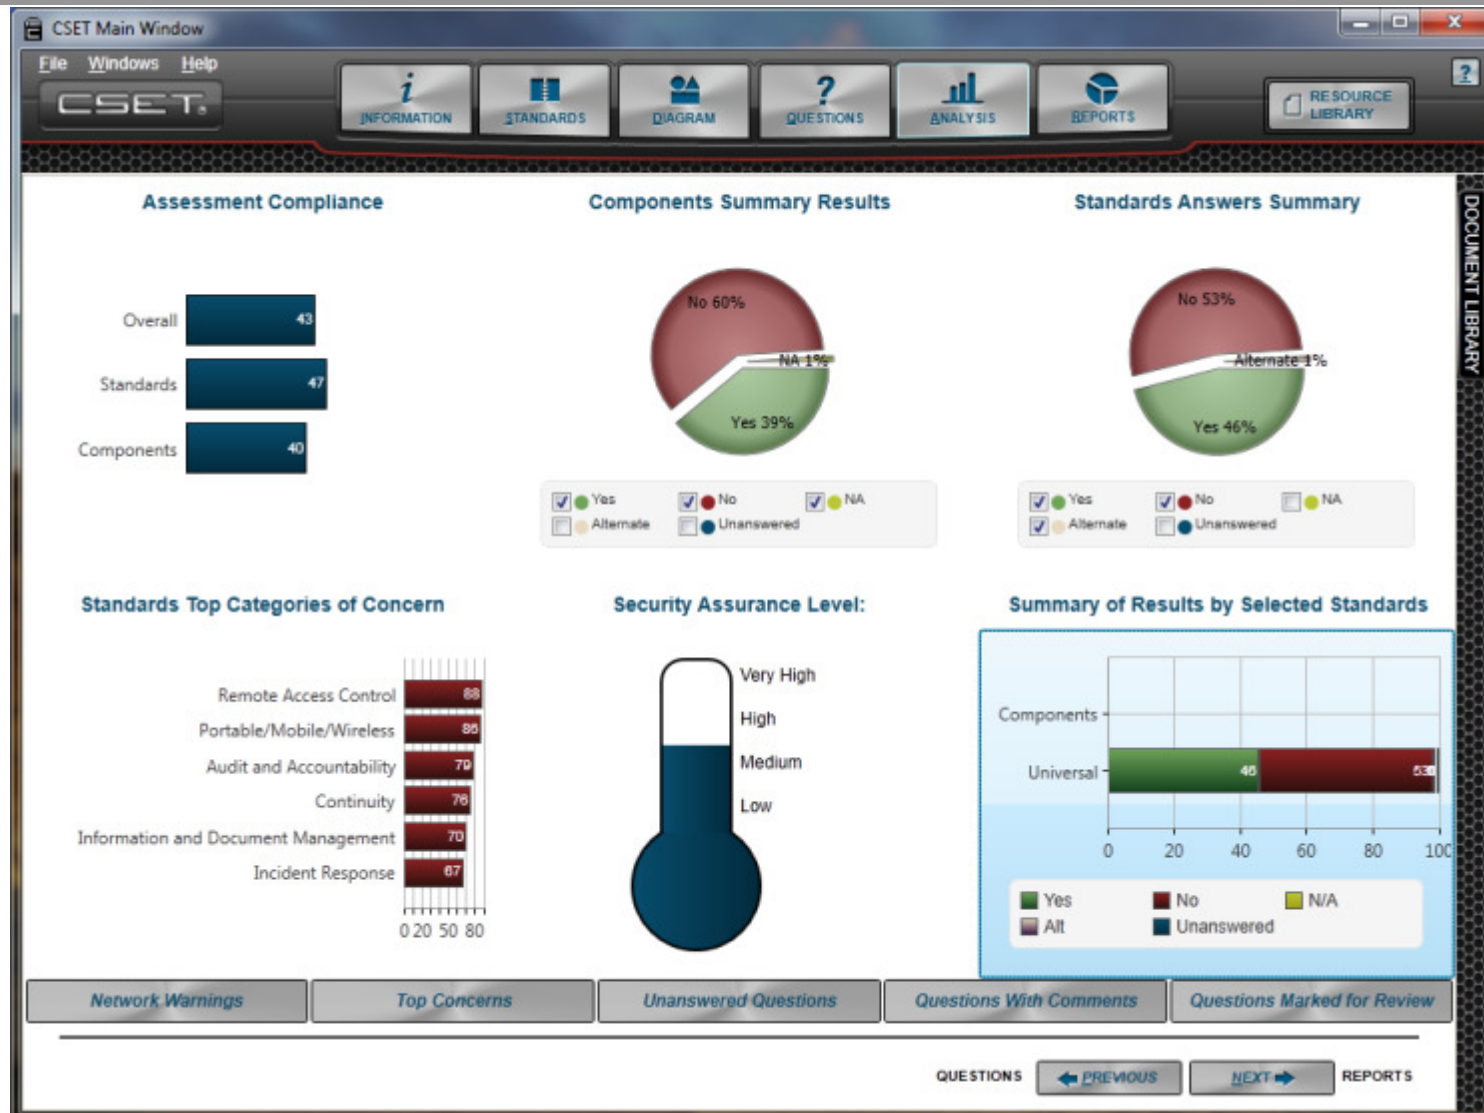 CSET Main Window
File Windows Help
CSET
INFORMATION
STANDARDS
DIAGRAM
QUESTIONS
ANALYSIS
REPORTS
RESOURCE
LIBRARY
?
DOCUMENT LIBRARY
Assessment Compliance
Overall 43
Standards 47
Components 40
Components Summary Results
No 60%
NA 1%
Yes 39%
Yes No NA
Alternate Unanswered
Standards Answers Summary
No 53%
Alternate 1%
Yes 46%
Yes No NA
Alternate Unanswered
Standards Top Categories of Concern
Remote Access Control 88
Portable/Mobile/Wireless 86
Audit and Accountability 79
Continuity 76
Information and Document Management 70
Incident Response 67
0 20 50 80
Security Assurance Level:
Very High
High
Medium
Low
Summary of Results by Selected Standards
Components
Universal 46 53
0 20 40 60 80 100
Yes No N/A
Alt Unanswered
Network Warnings
Top Concerns
Unanswered Questions
Questions With Comments
Questions Marked for Review
QUESTIONS PREVIOUS NEXT REPORTS